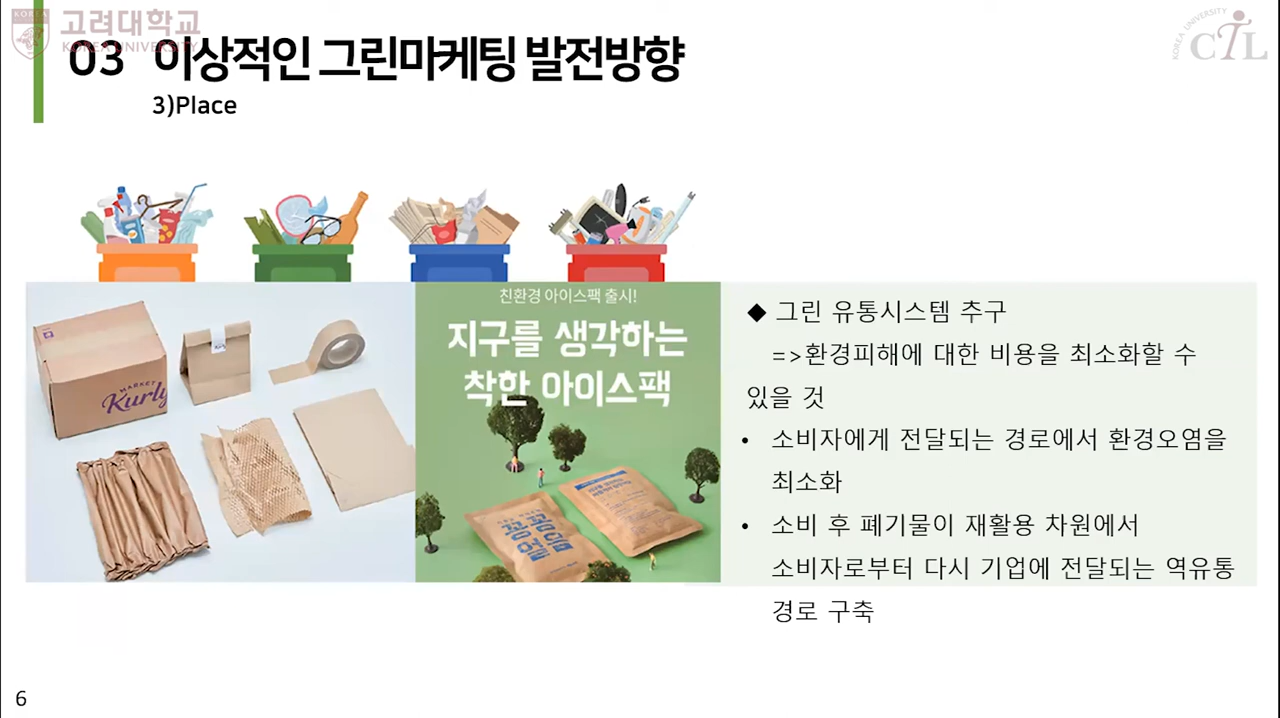 KOREA
고려대학교
KOREA UNIVERSITY
KOREA UNIVERSITY
CTL
03 이상적인 그린마케팅 발전방향
3)Place
MARKET
Kurly
친환경 아이스팩 출시!
지구를 생각하는
착한 아이스팩
꽁꽁
얼음
◆ 그린 유통시스템 추구
=>환경피해에 대한 비용을 최소화할 수
있을 것
• 소비자에게 전달되는 경로에서 환경오염을
최소화
• 소비 후 폐기물이 재활용 차원에서
소비자로부터 다시 기업에 전달되는 역유통
경로 구축
6